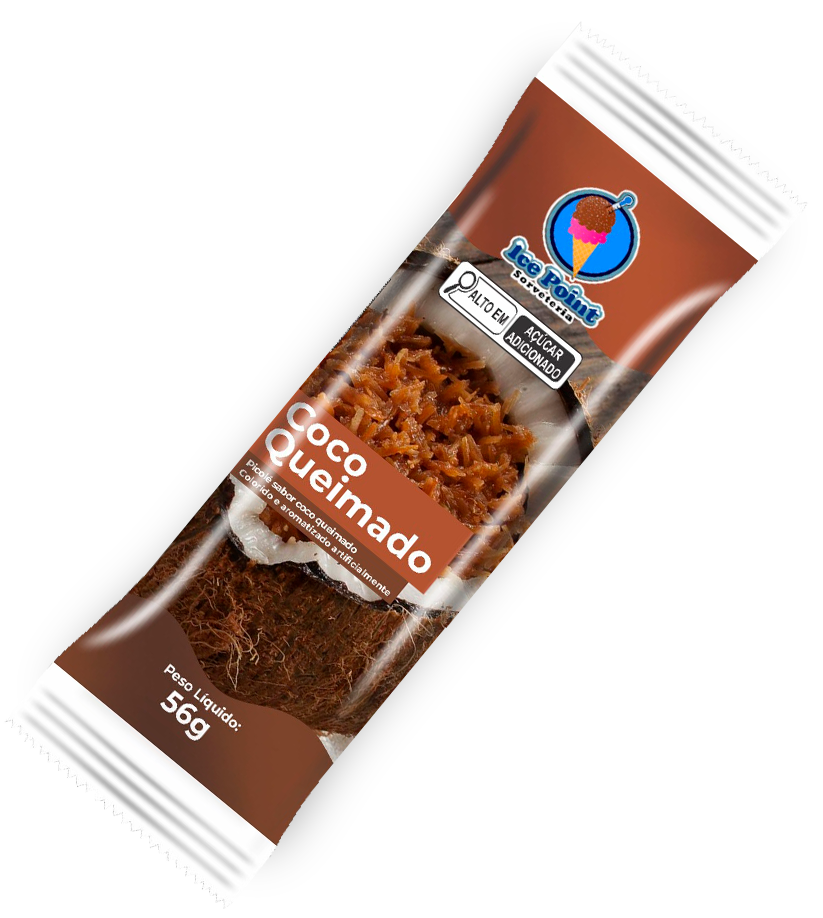 Ice Point
Sorveteria
ALTO EM
AÇÚCAR
ADICIONADO
Coco
Queimado
Picolé sabor coco queimado
Colorido e aromatizado artificialmente
Peso Líquido:
56g